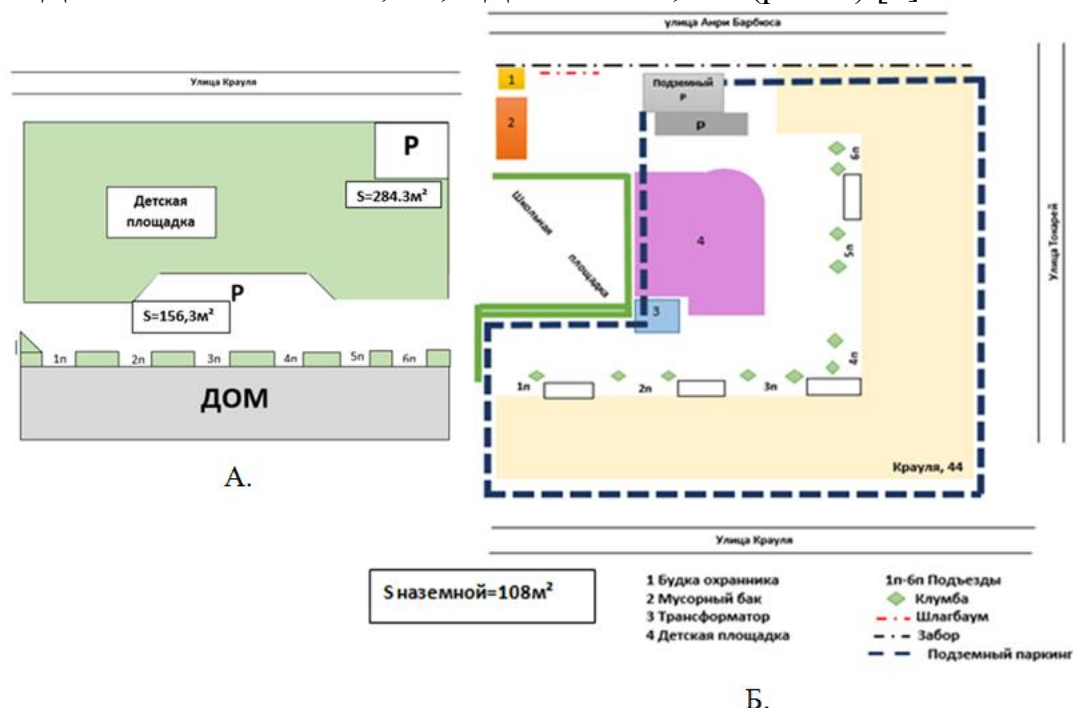 улица Анри Барбюса
Улица Крауля
Р
S=284.3м²
Детская
площадка
Р
S=156,3м²
1п 2п 3п 4п 5п 6п
ДОМ
А.
1
2
Подземный
Р
Р
Школьная
площадка
4
3
6п
5п
4п
1п 2п 3п
Крауля, 44
Улица Токарей
Улица Крауля
S наземной=108м²
1 Будка охранника
2 Мусорный бак
3 Трансформатор
4 Детская площадка
1п-6п Подъезды
Клумба
Шлагбаум
Забор
Подземный паркинг
Б.